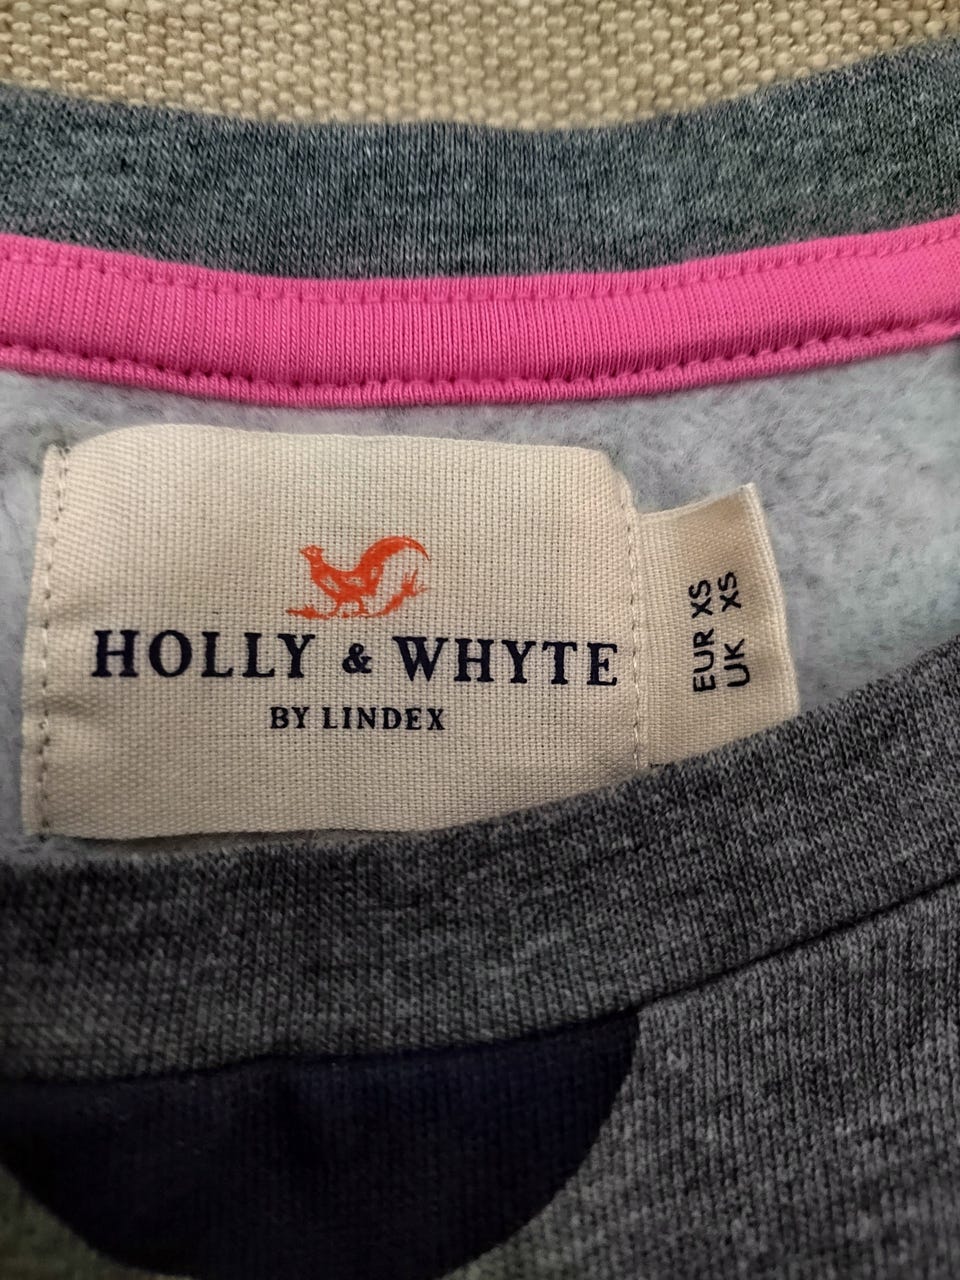 HOLLY & WHYTE
BY LINDEX
EUR XS
UK XS